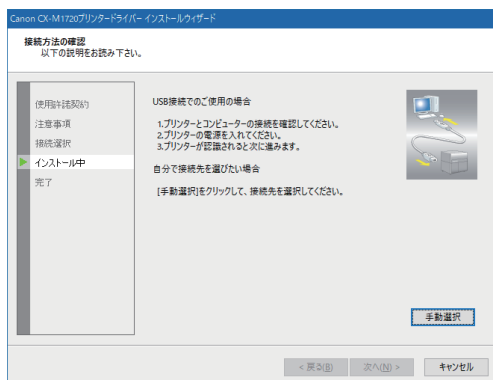 Canon CX-M1720プリンタードライバー インストールウィザード
接続方法の確認
以下の説明をお読み下さい。
使用許諾契約
注意事項
接続選択
インストール中
完了
USB接続でのご使用の場合
1.プリンターとコンピューターの接続を確認してください。
2.プリンターの電源を入れてください。
3.プリンターが認識されると次に進みます。
自分で接続先を選びたい場合
[手動選択]をクリックして、接続先を選択してください。
手動選択
< 戻る(B)
次へ(N) >
キャンセル